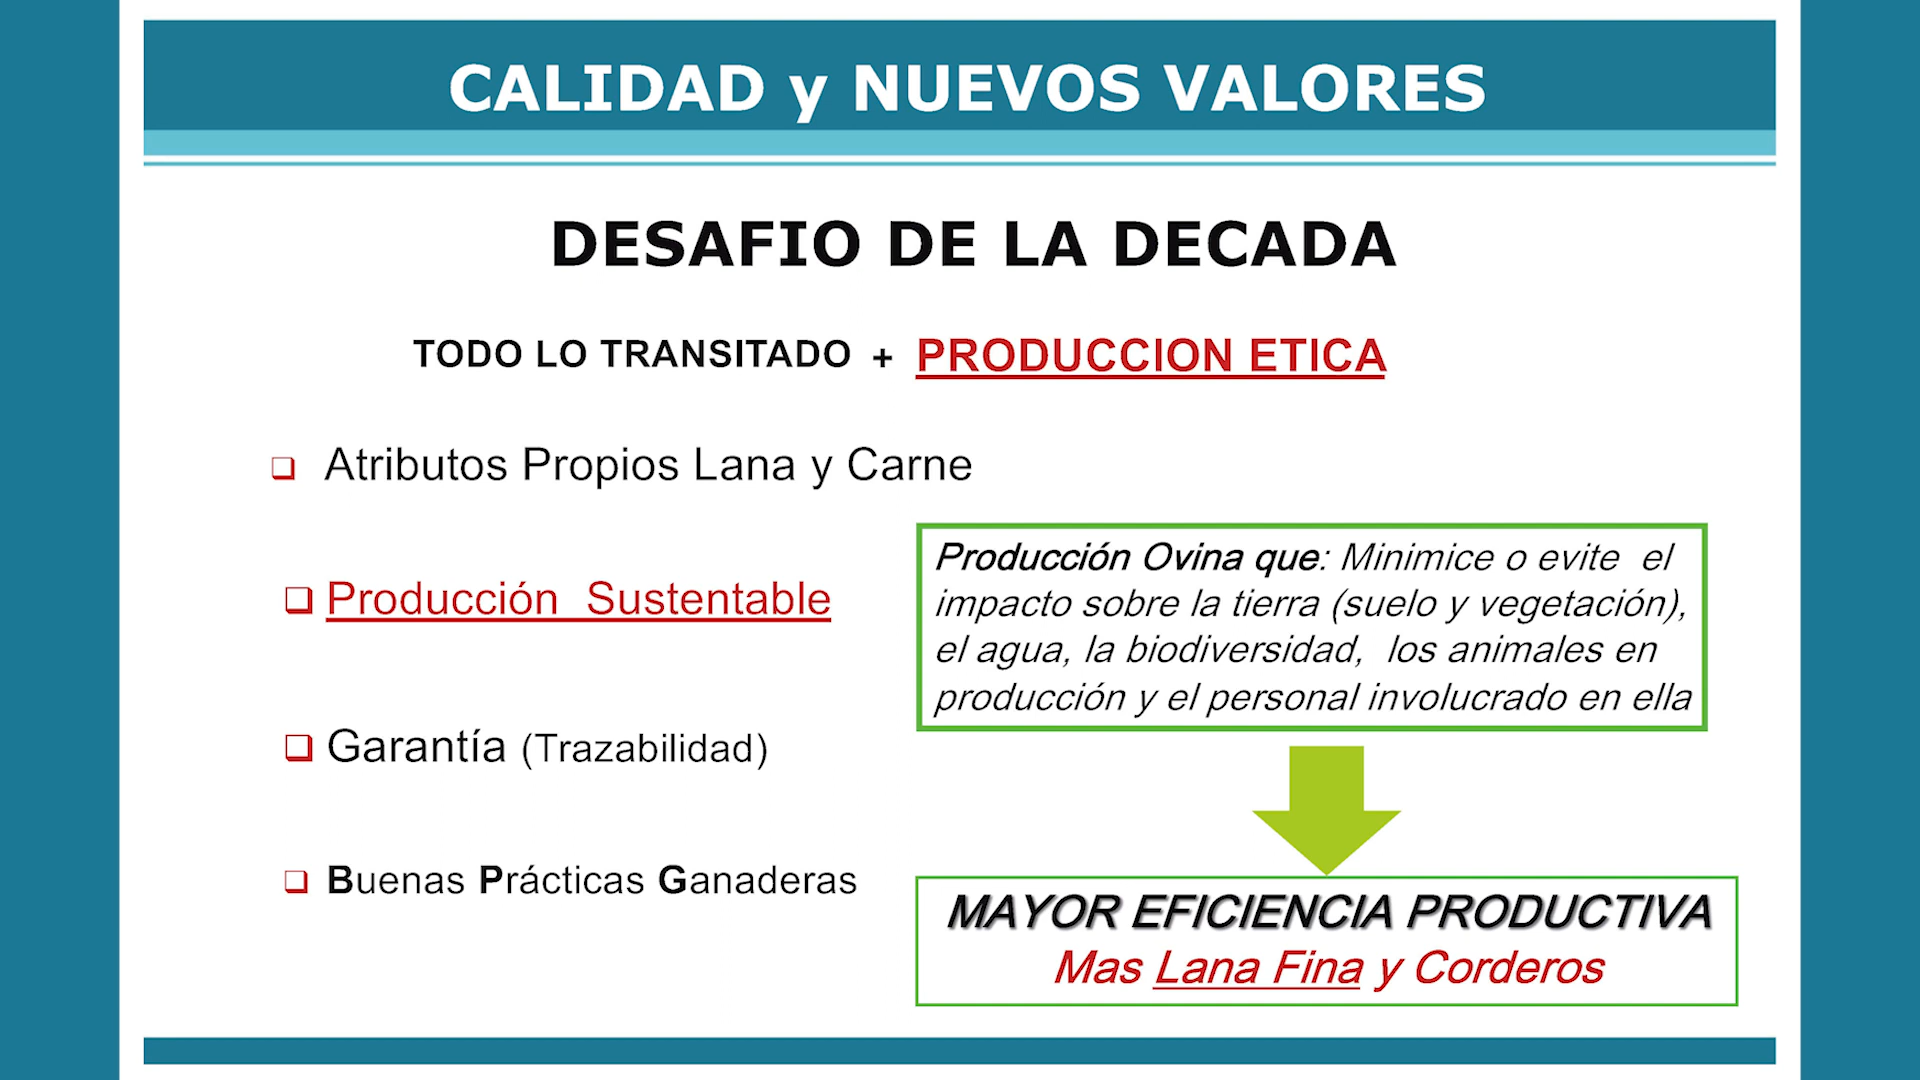 CALIDAD y NUEVOS VALORES
DESAFIO DE LA DECADA
TODO LO TRANSITADO + PRODUCCION ETICA
Atributos Propios Lana y Carne
Producción Sustentable
Garantía (Trazabilidad)
Buenas Prácticas Ganaderas
Producción Ovina que: Minimice o evite el
impacto sobre la tierra (suelo y vegetación),
el agua, la biodiversidad, los animales en
producción y el personal involucrado en ella
MAYOR EFICIENCIA PRODUCTIVA
Mas Lana Fina y Corderos